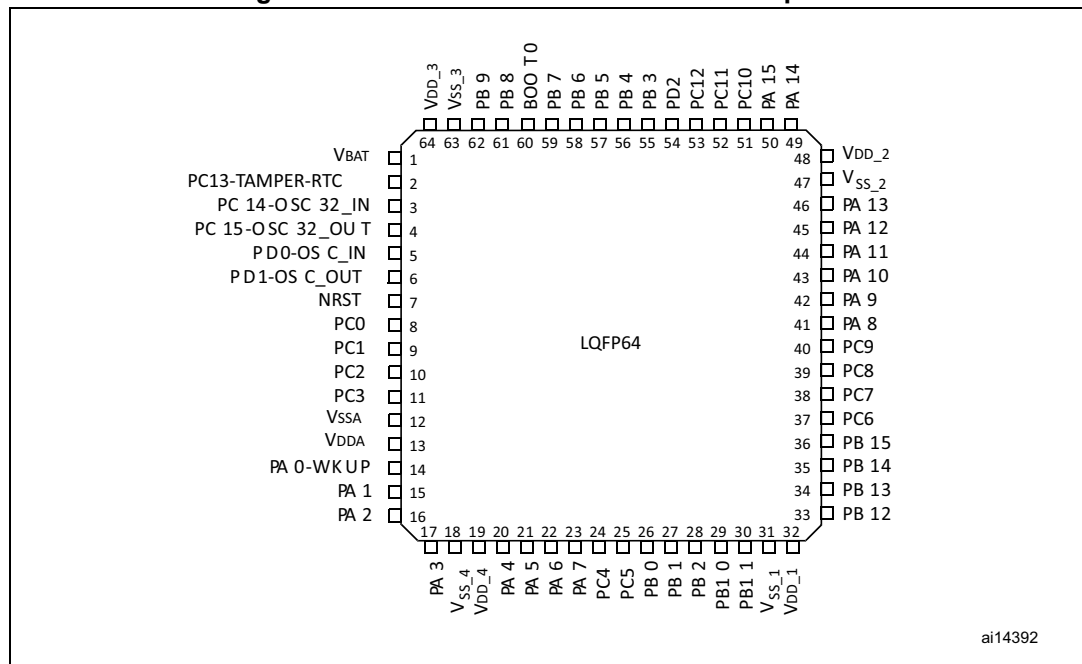 VDD_3
VSS_3
PB 9
PB 8
BOO T0
PB 7
PB 6
PB 5
PB 4
PB 3
PD2
PC12
PC11
PC10
PA 15
PA 14
64 63 62 61 60 59 58 57 56 55 54 53 52 51 50 49
VBAT 1
PC13-TAMPER-RTC 2
PC 14-OSC 32_IN 3
PC 15-OSC 32_OU T 4
PD0-OS C_IN 5
PD1-OS C_OUT 6
NRST 7
PC0 8
PC1 9
PC2 10
PC3 11
VSSA 12
VDDA 13
PA 0-WKUP 14
PA 1 15
PA 2 16
LQFP64
48 VDD_2
47 VSS_2
46 PA 13
45 PA 12
44 PA 11
43 PA 10
42 PA 9
41 PA 8
40 PC9
39 PC8
38 PC7
37 PC6
36 PB 15
35 PB 14
34 PB 13
33 PB 12
17 18 19 20 21 22 23 24 25 26 27 28 29 30 31 32
PA 3
VSS_4
VDD_4
PA 4
PA 5
PA 6
PA 7
PC4
PC5
PB 0
PB 1
PB 2
PB1 0
PB1 1
VSS_1
VDD_1
ai14392